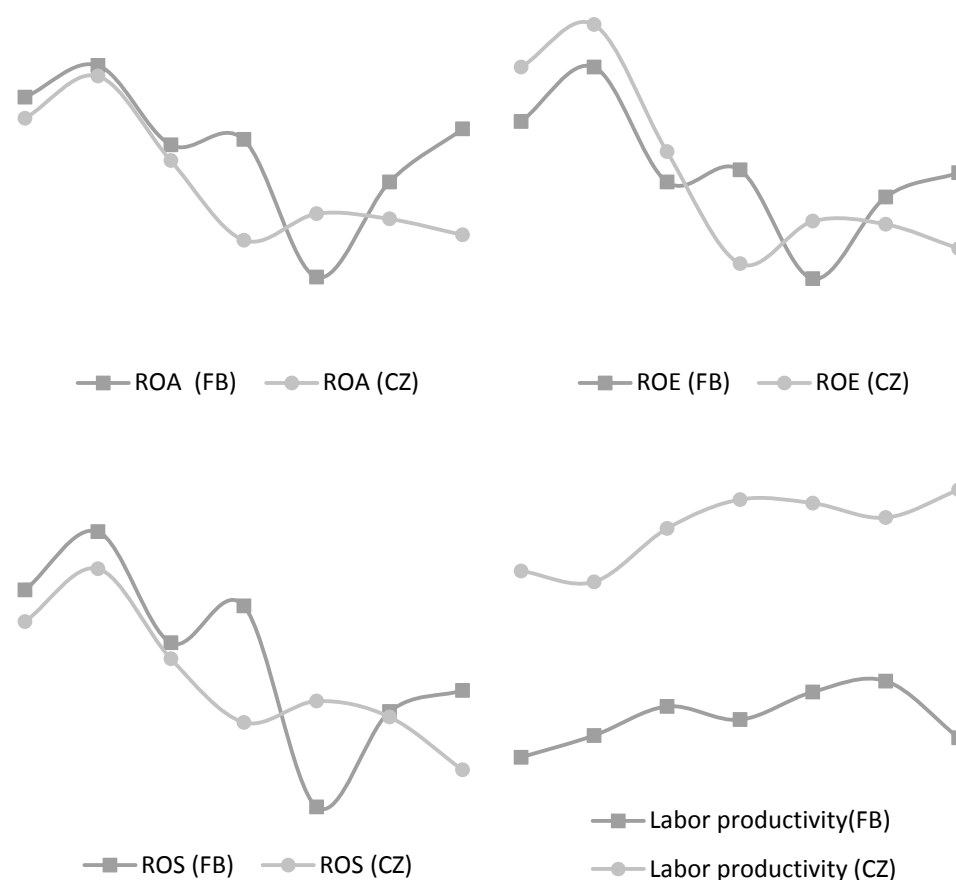 ROA  (FB) ROA (CZ)
ROE (FB) ROE (CZ)
ROS (FB) ROS (CZ)
Labor productivity(FB)
Labor productivity (CZ)